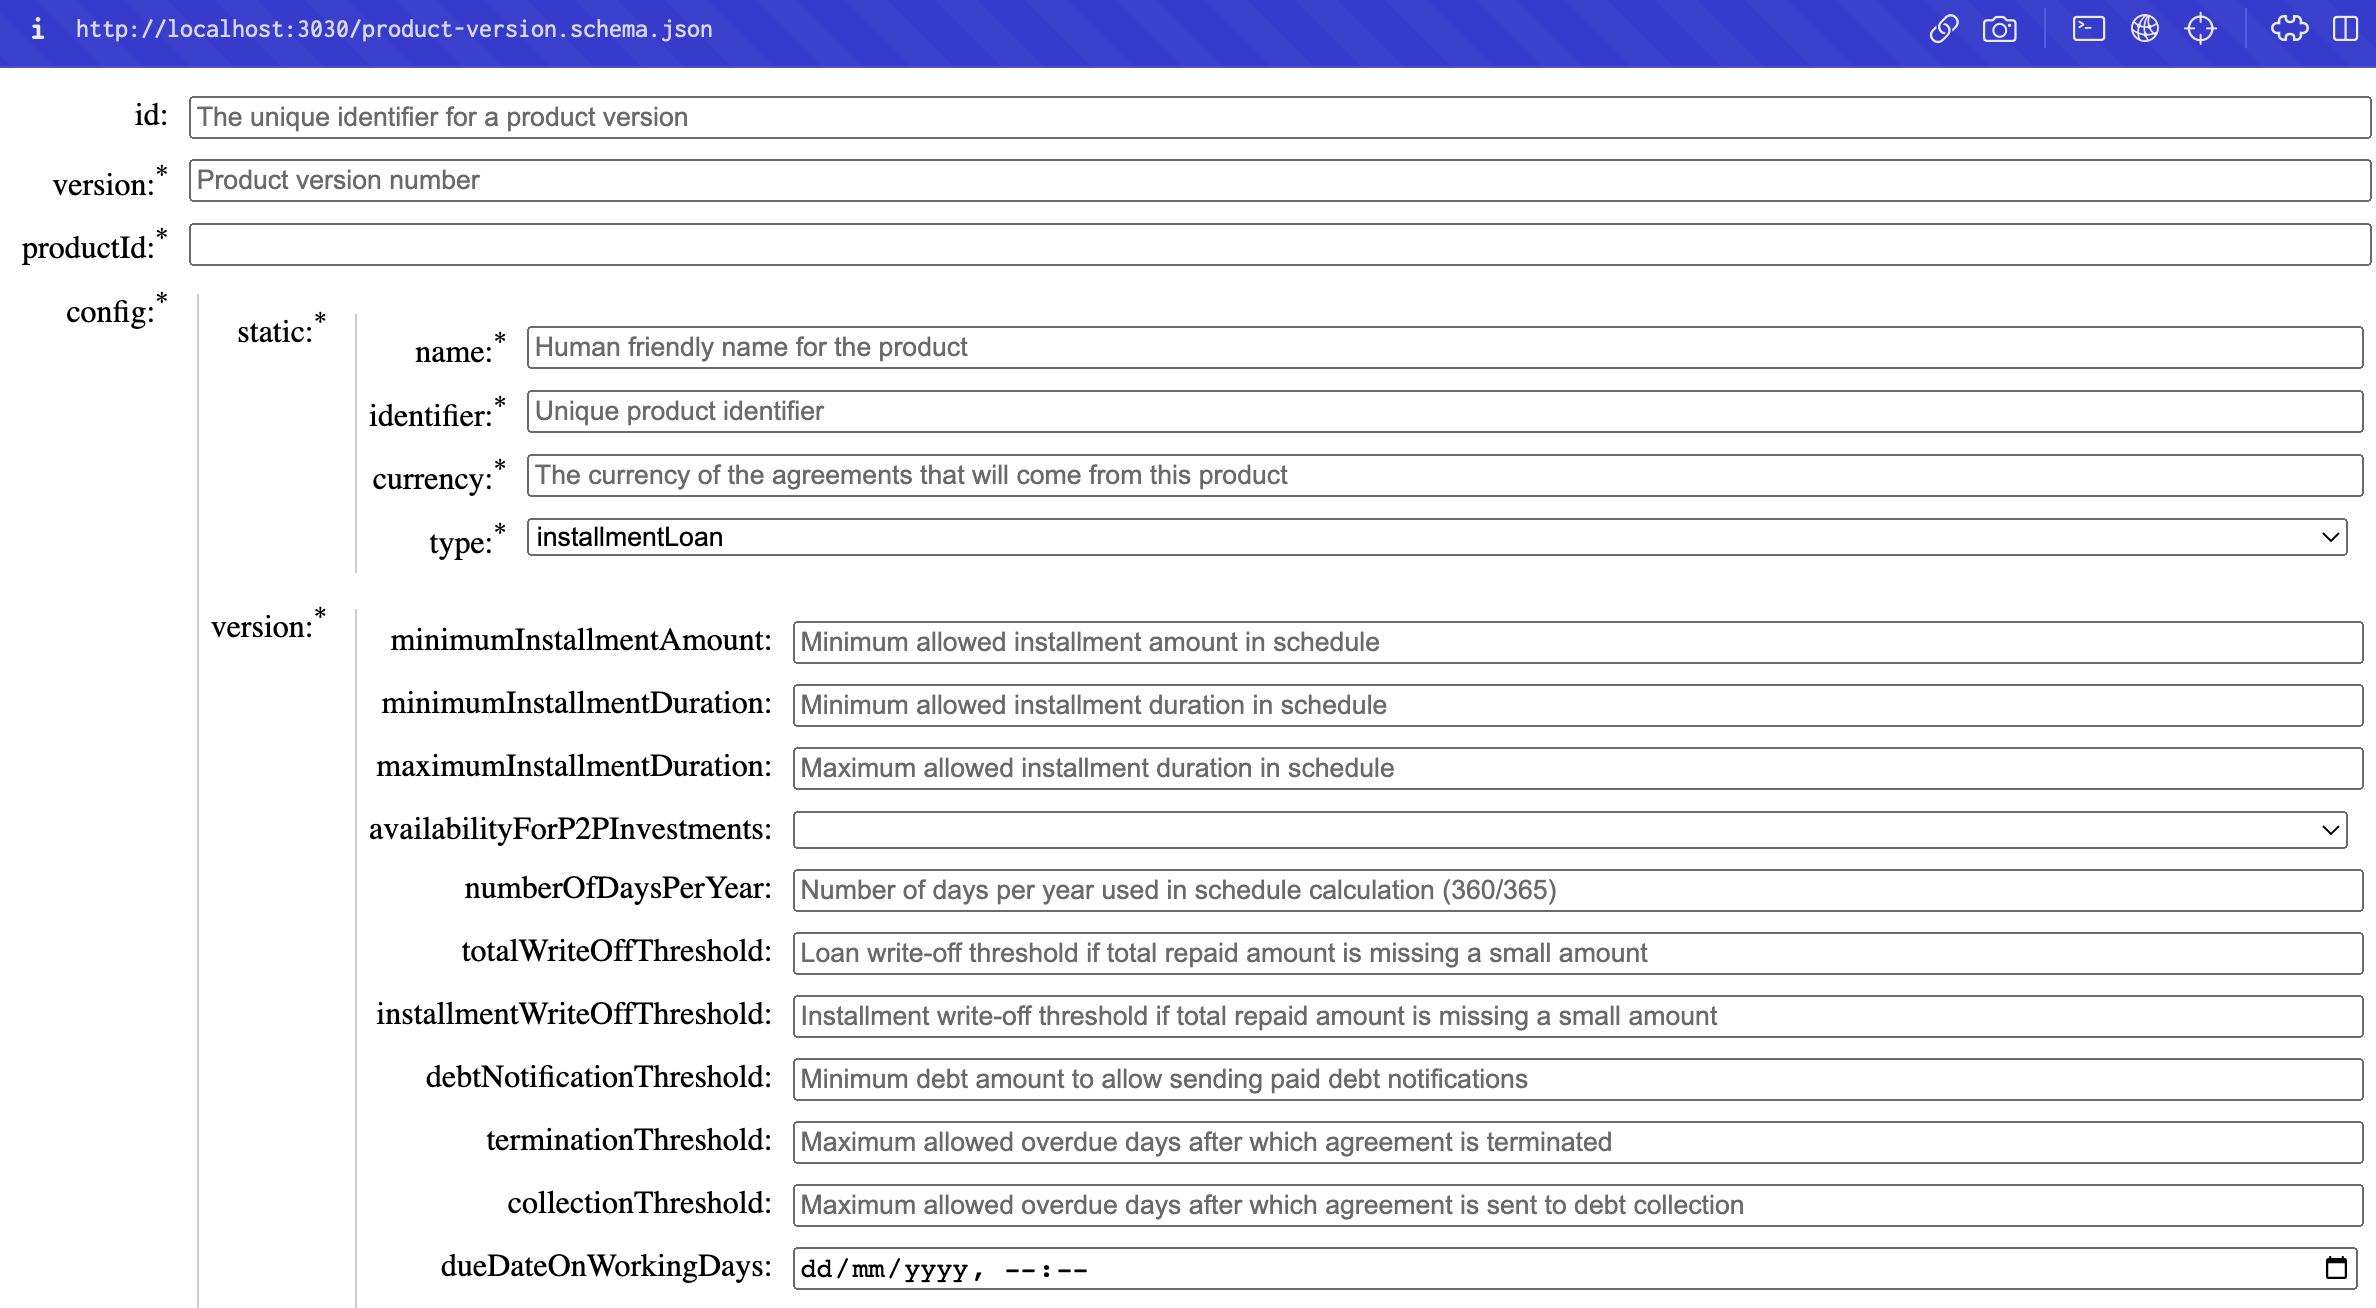 i http://localhost:3030/product-version.schema.json
id: The unique identifier for a product version
version:* Product version number
productId:*
config:*
static:*
name:* Human friendly name for the product
identifier:* Unique product identifier
currency:* The currency of the agreements that will come from this product
type:* installmentLoan
version:*
minimumInstallmentAmount: Minimum allowed installment amount in schedule
minimumInstallmentDuration: Minimum allowed installment duration in schedule
maximumInstallmentDuration: Maximum allowed installment duration in schedule
availabilityForP2PInvestments:
numberOfDaysPerYear: Number of days per year used in schedule calculation (360/365)
totalWriteOffThreshold: Loan write-off threshold if total repaid amount is missing a small amount
installmentWriteOffThreshold: Installment write-off threshold if total repaid amount is missing a small amount
debtNotificationThreshold: Minimum debt amount to allow sending paid debt notifications
terminationThreshold: Maximum allowed overdue days after which agreement is terminated
collectionThreshold: Maximum allowed overdue days after which agreement is sent to debt collection
dueDateOnWorkingDays: dd/mm/yyyy, --:--